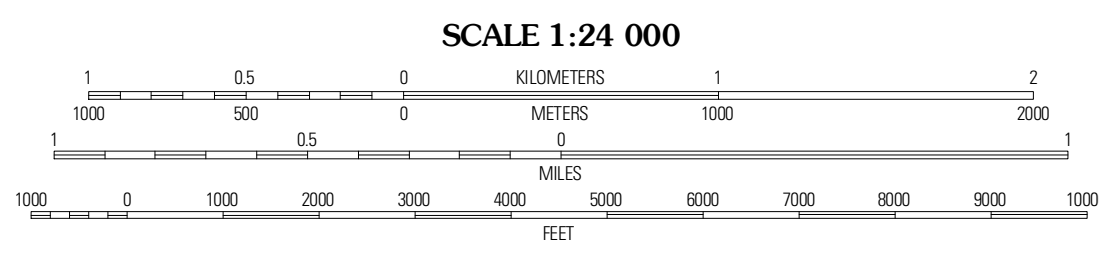 SCALE 1:24 000
1 0.5 0 KILOMETERS 1 2
1000 500 0 METERS 1000 2000
1 0.5 0 1
MILES
1000 0 1000 2000 3000 4000 5000 6000 7000 8000 9000 1000
FEET